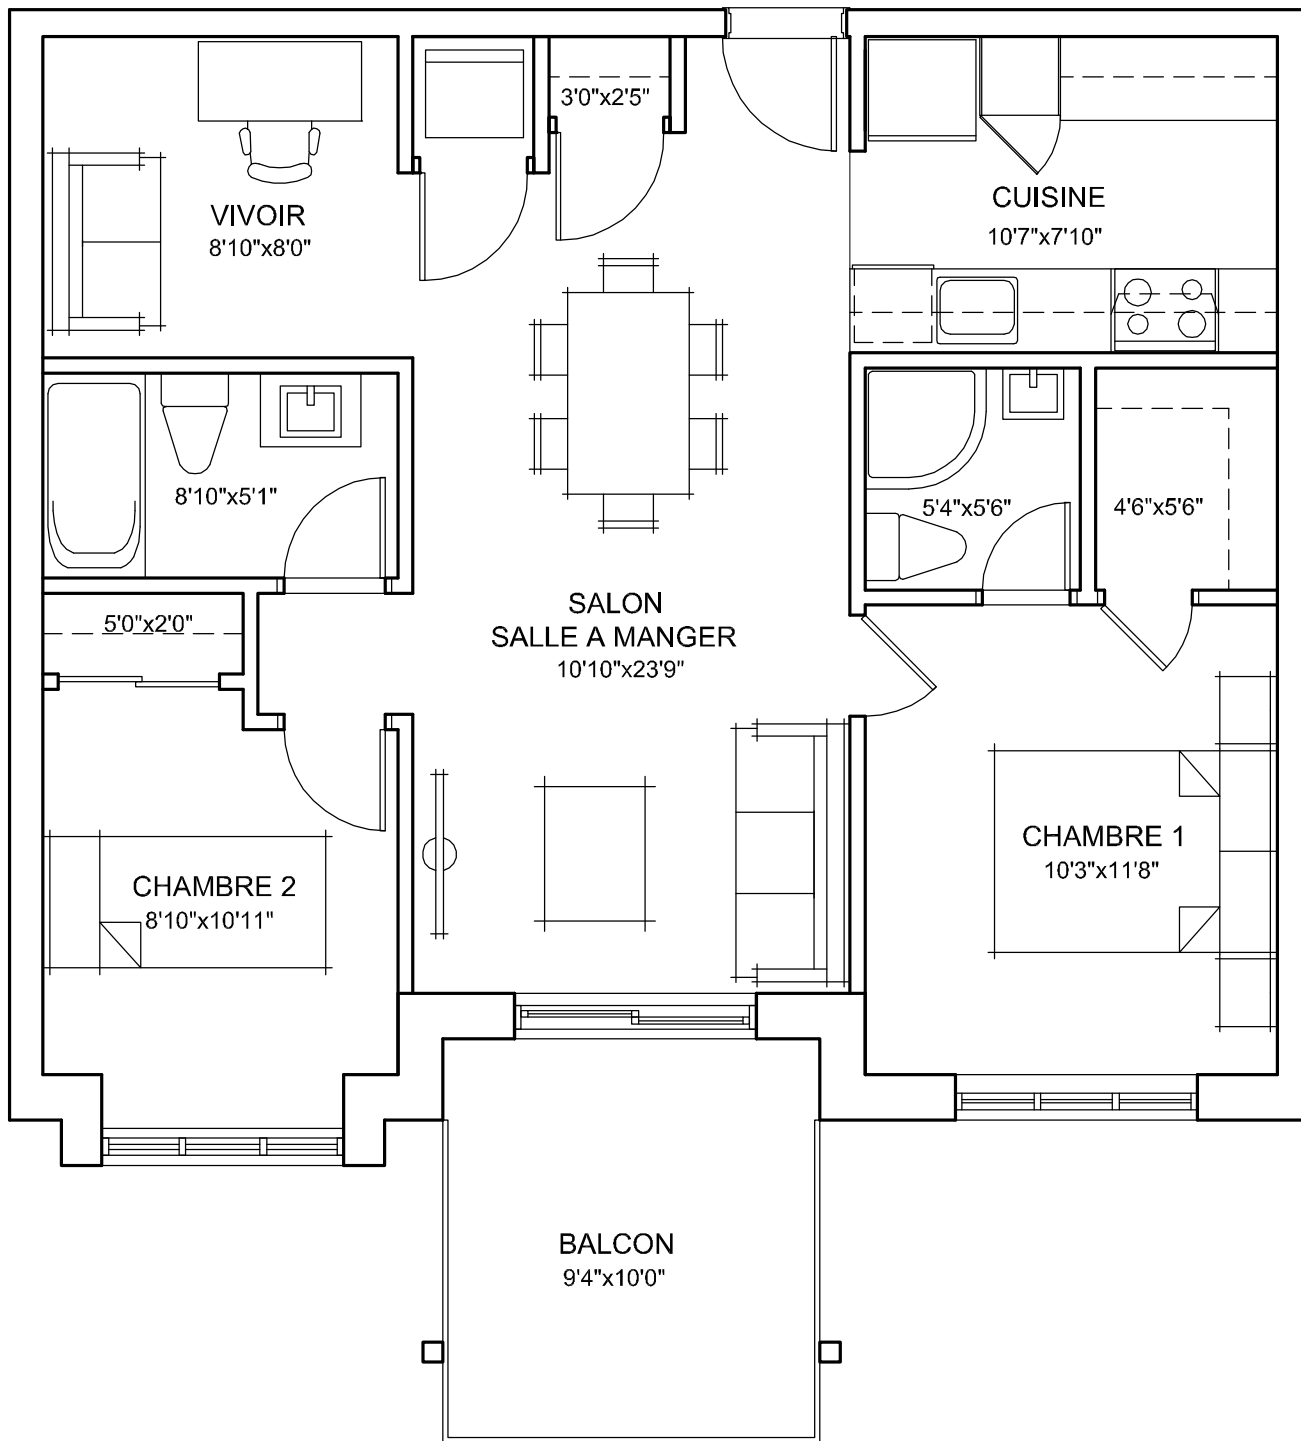 3'0"x2'5"
VIVOIR
8'10"x8'0"
CUISINE
10'7"x7'10"
8'10"x5'1"
5'4"x5'6"
4'6"x5'6"
5'0"x2'0"
SALON
SALLE A MANGER
10'10"x23'9"
CHAMBRE 1
10'3"x11'8"
CHAMBRE 2
8'10"x10'11"
BALCON
9'4"x10'0"